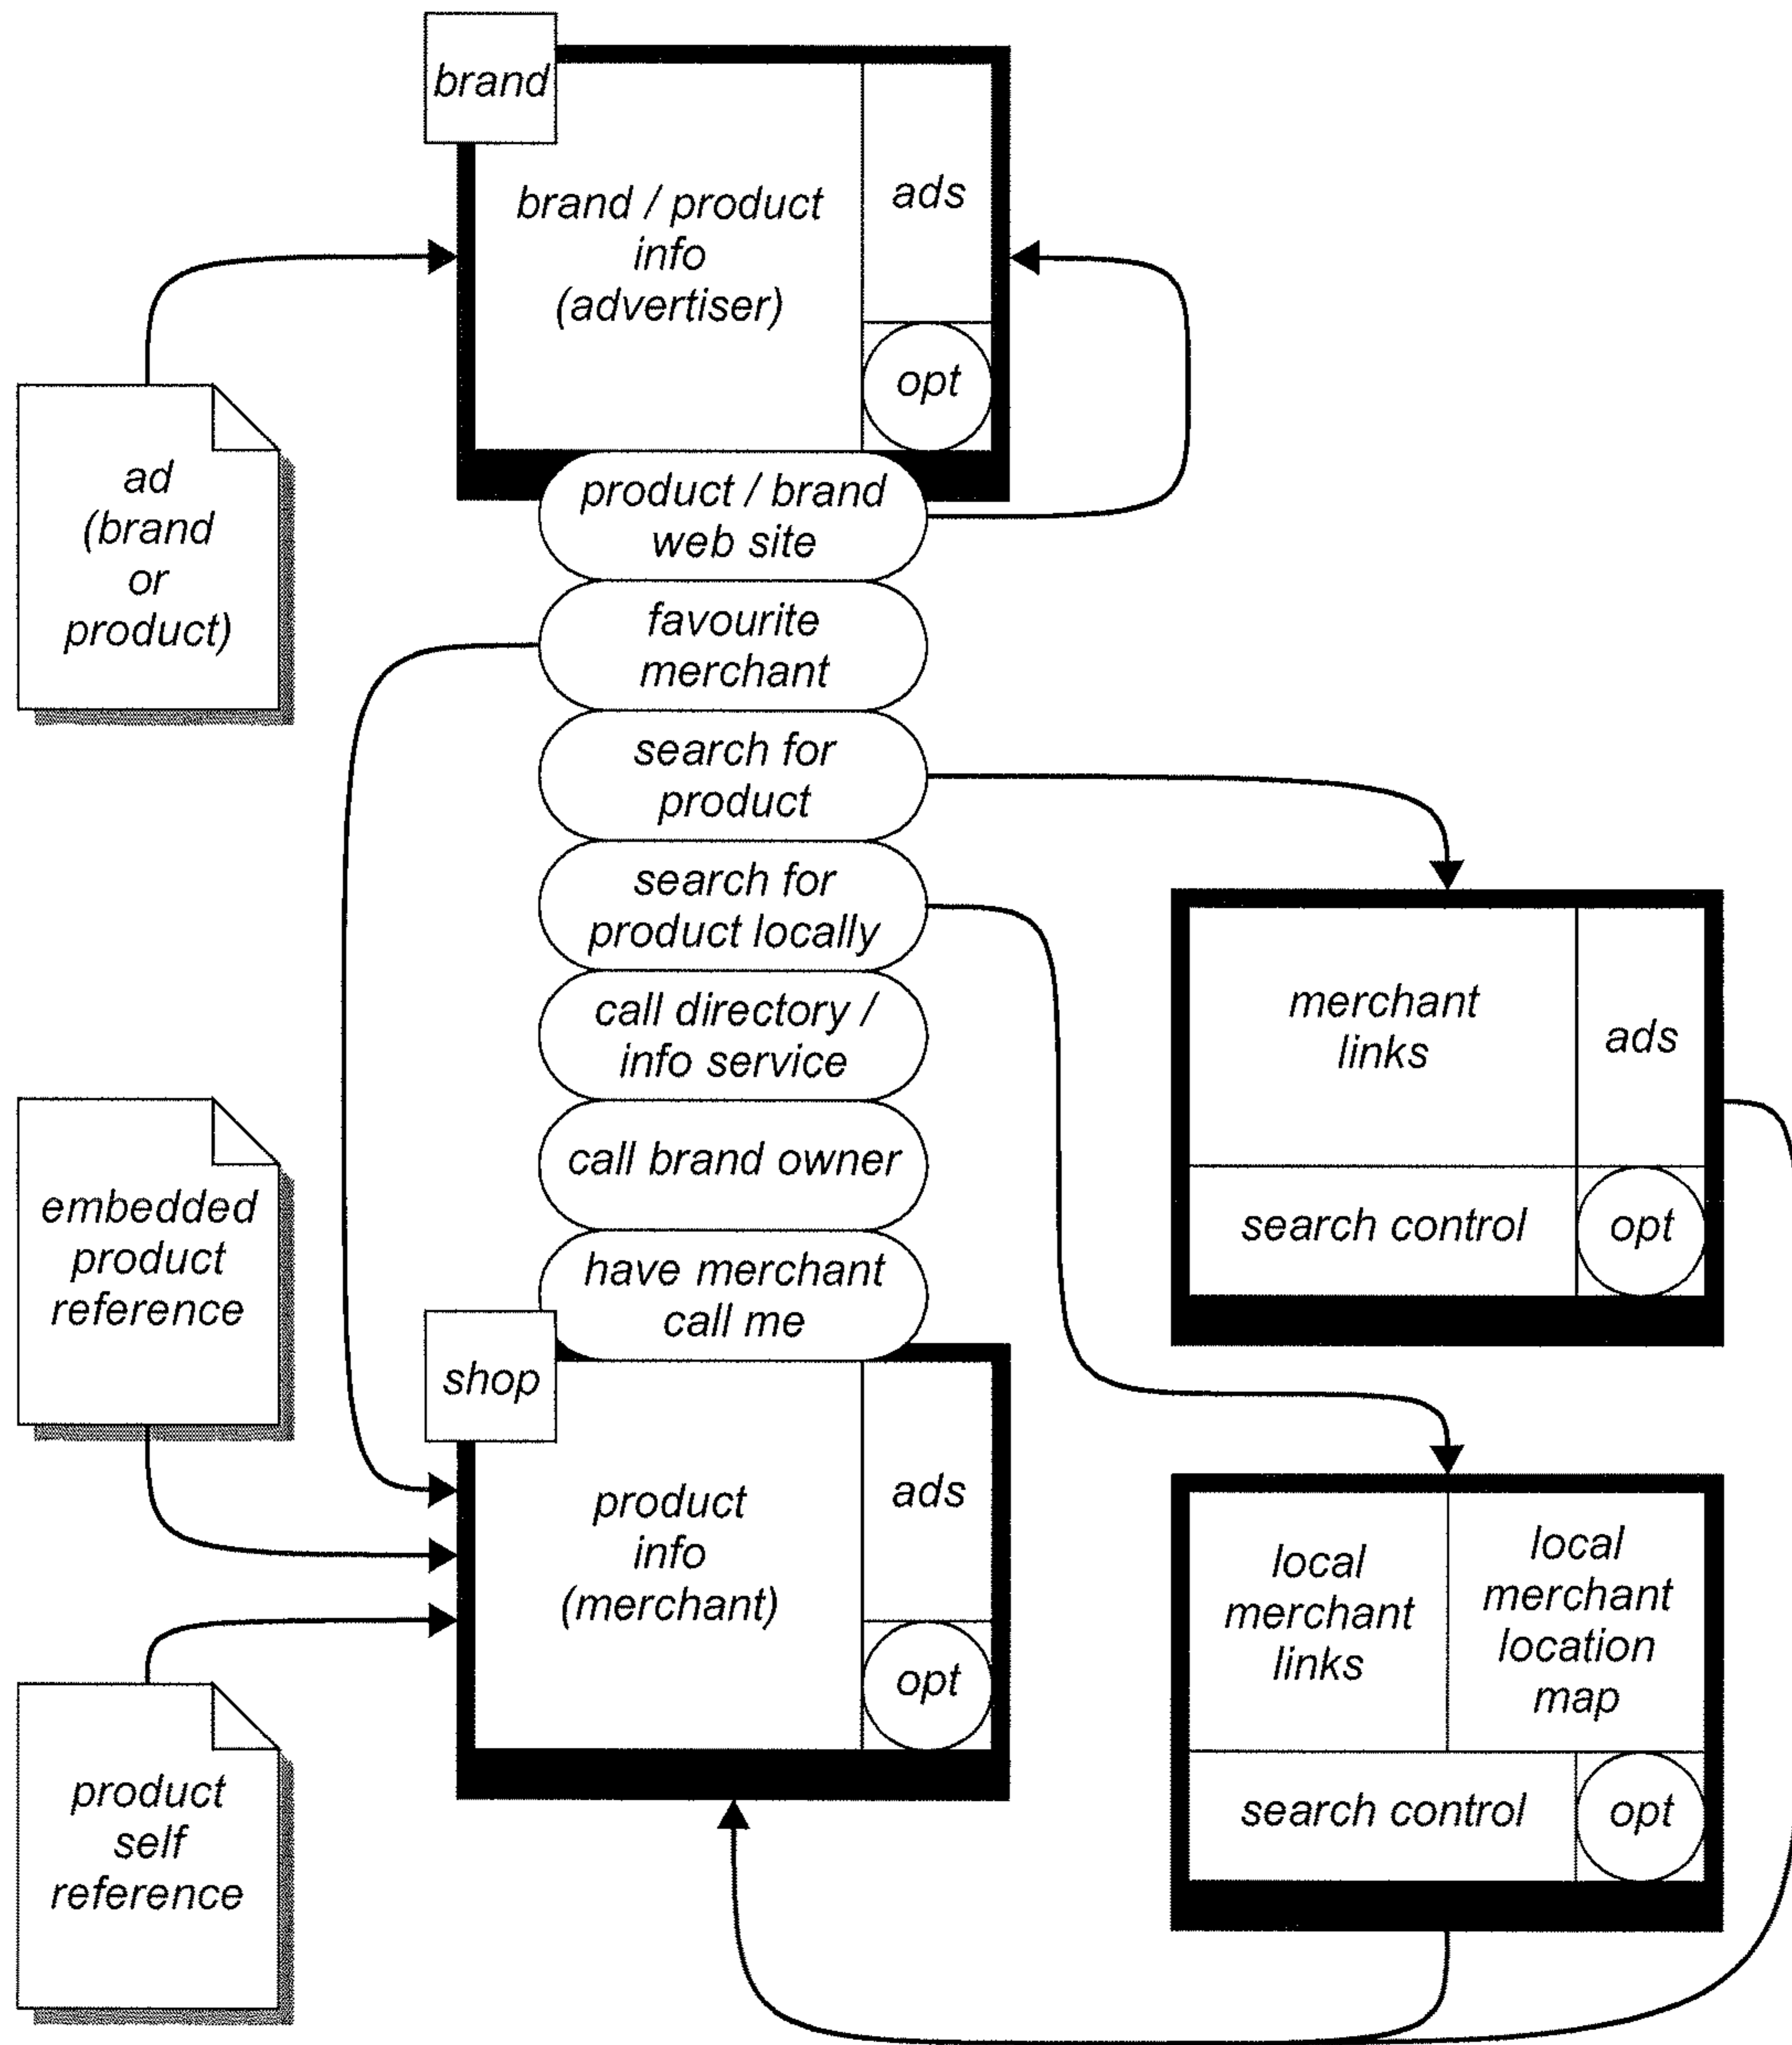 brand
brand / product
info
(advertiser)
ads
opt
ad
(brand
or
product)
product / brand
web site
favourite
merchant
search for
product
search for
product locally
call directory /
info service
call brand owner
have merchant
call me
merchant
links
ads
search control
opt
embedded
product
reference
shop
product
info
(merchant)
ads
opt
local
merchant
links
local
merchant
location
map
search control
opt
product
self
reference